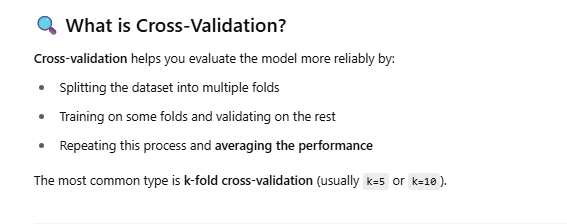 What is Cross-Validation?
Cross-validation helps you evaluate the model more reliably by:
• Splitting the dataset into multiple folds
• Training on some folds and validating on the rest
• Repeating this process and averaging the performance
The most common type is k-fold cross-validation (usually k=5 or k=10).